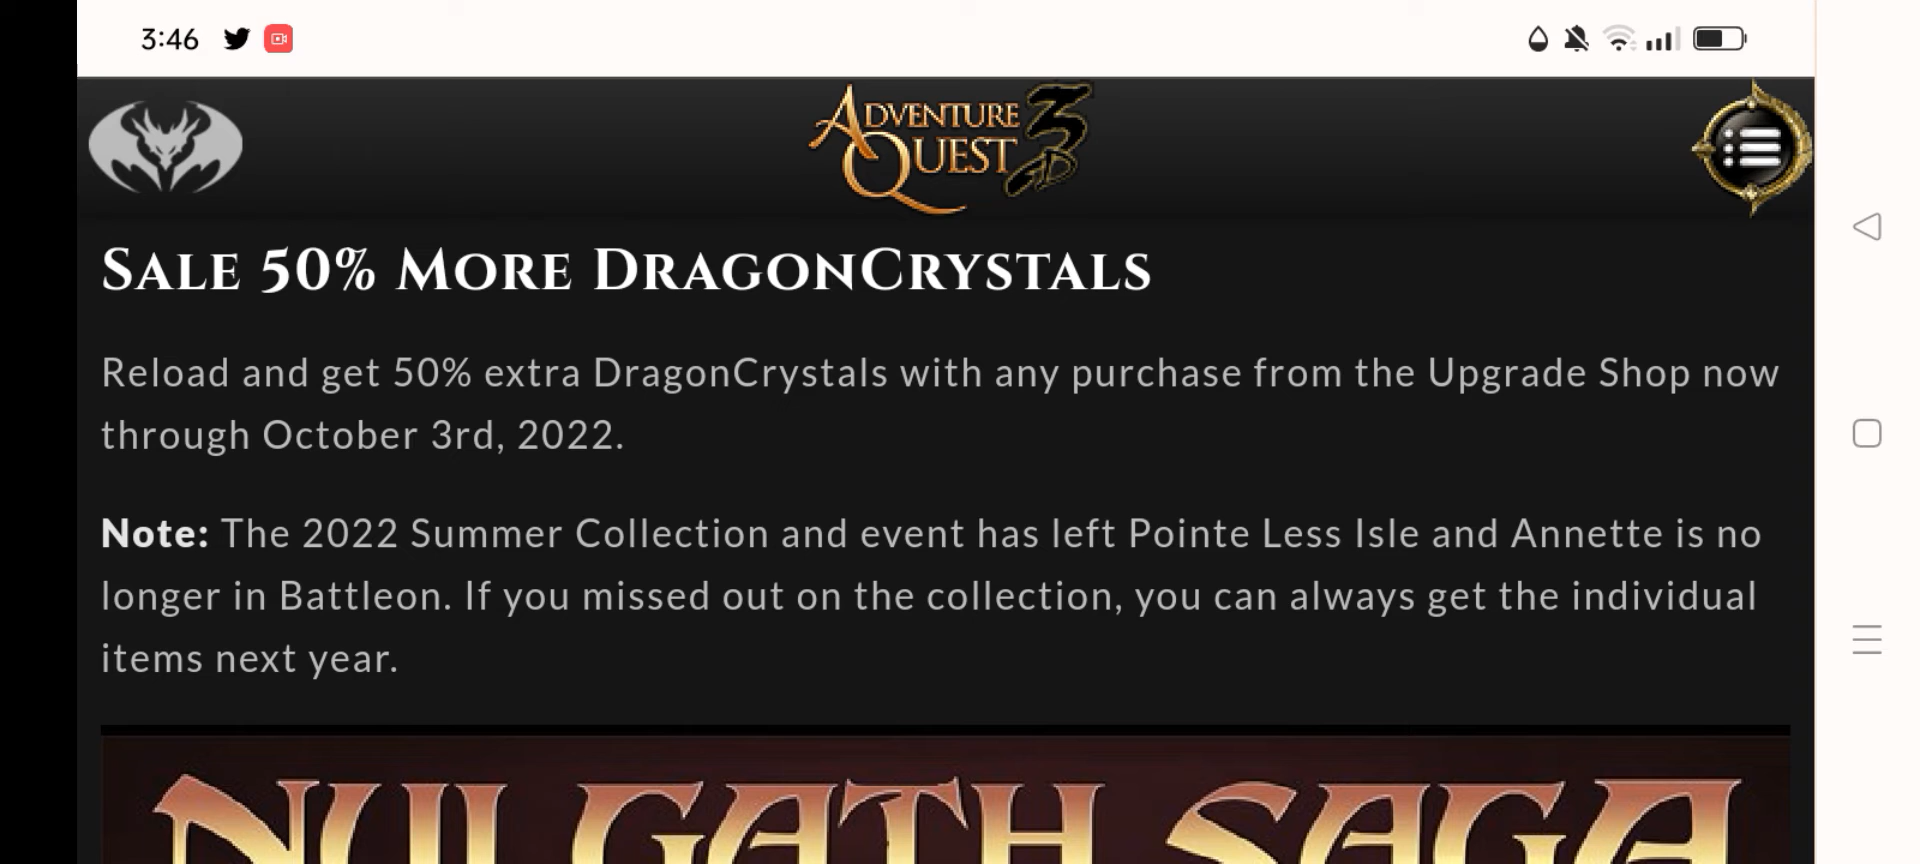 3:46
ADVENTURE QUEST 3D
SALE 50% MORE DRAGONCRYSTALS
Reload and get 50% extra DragonCrystals with any purchase from the Upgrade Shop now
through October 3rd, 2022.
Note: The 2022 Summer Collection and event has left Pointe Less Isle and Annette is no
longer in Battleon. If you missed out on the collection, you can always get the individual
items next year.
NULGATH SAGA